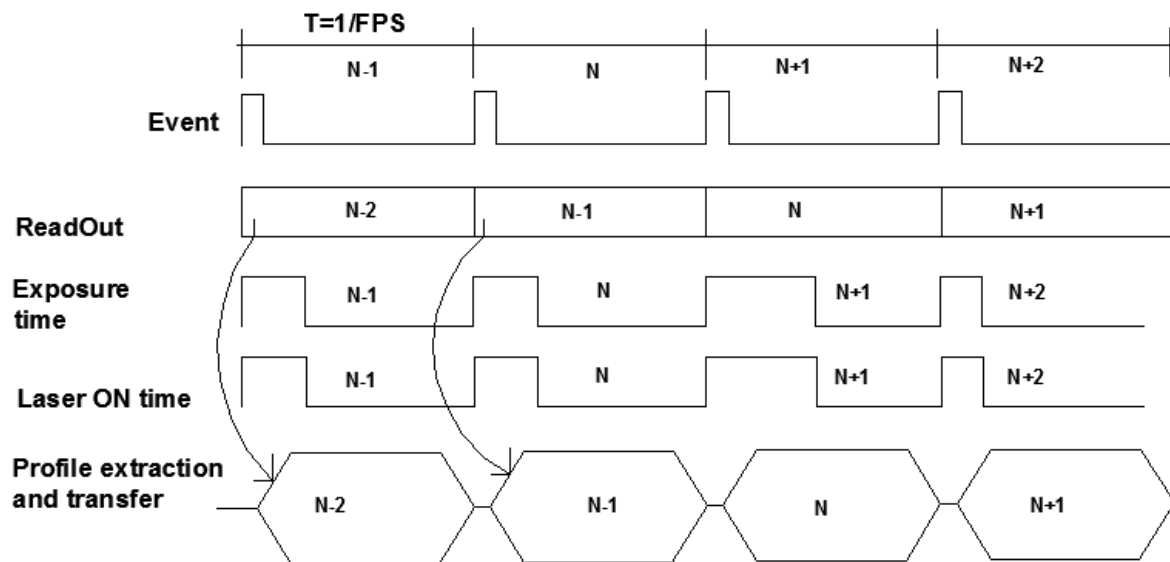 T=1/FPS
N-1 N N+1 N+2
Event
N-2 N-1 N N+1
ReadOut
Exposure
time
N-1 N N+1 N+2
Laser ON time
N-1 N N+1 N+2
Profile extraction
and transfer
N-2 N-1 N N+1